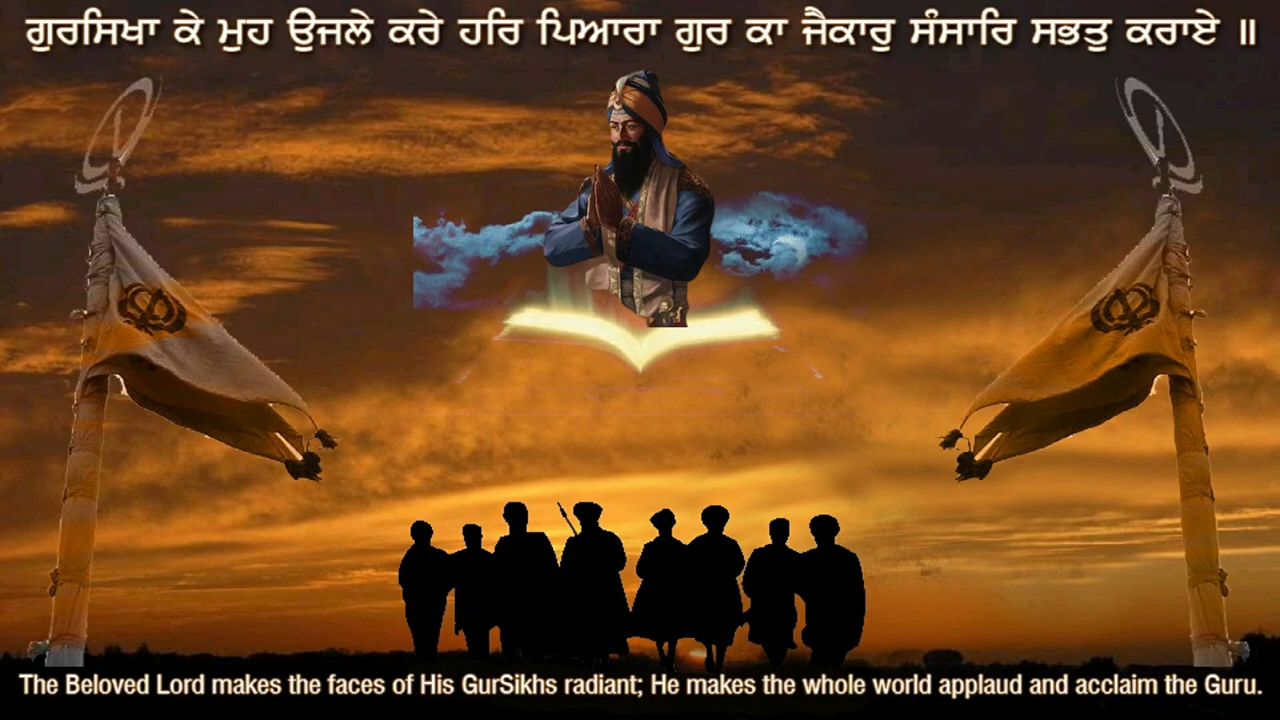 ਗੁਰਸਿਖਾ ਕੇ ਮੁਹ ਉਜਲੇ ਕਰੇ ਹਰਿ ਪਿਆਰਾ ਗੁਰ ਕਾ ਜੈਕਾਰੁ ਸੰਸਾਰਿ ਸਭਤੁ ਕਰਾਏ ॥
The Beloved Lord makes the faces of His GurSikhs radiant; He makes the whole world applaud and acclaim the Guru.